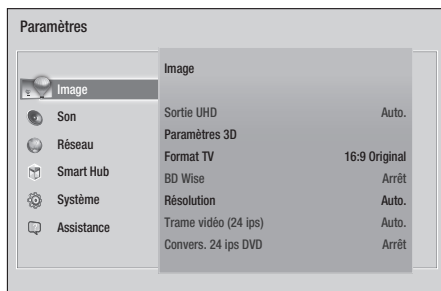 Paramètres
Image
Son
Réseau
Smart Hub
Système
Assistance
Image
Sortie UHD Auto.
Paramètres 3D
Format TV 16:9 Original
BD Wise Arrêt
Résolution Auto.
Trame vidéo (24 ips) Auto.
Convers. 24 ips DVD Arrêt